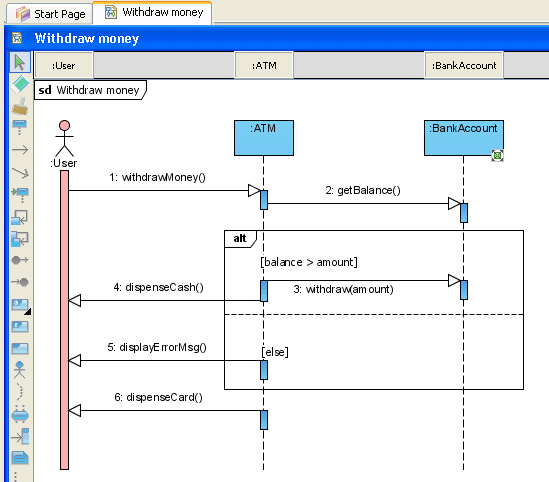 Start Page
Withdraw money
Withdraw money
:User
:ATM
:BankAccount
sd Withdraw money
:User
:ATM
:BankAccount
1: withdrawMoney()
2: getBalance()
alt
[balance > amount]
4: dispenseCash()
3: withdraw(amount)
5: displayErrorMsg()
[else]
6: dispenseCard()